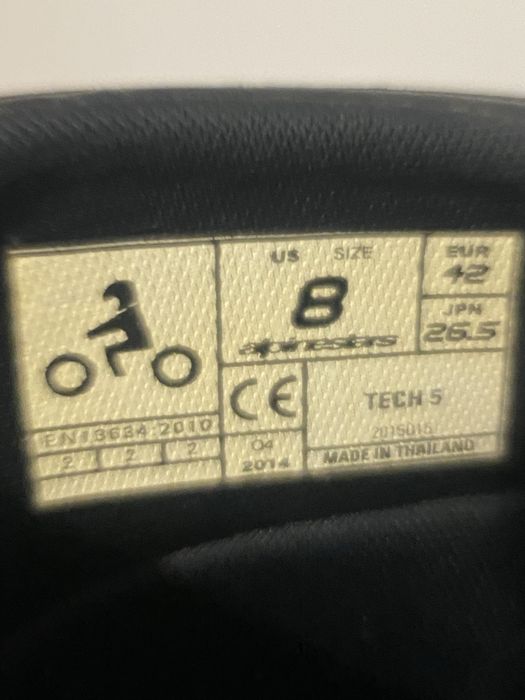 US SIZE
8
alpinestars
EUR
42
JPN
26.5
EN13634:2010
2 2 2
CE
04
2014
TECH 5
2015015
MADE IN THAILAND